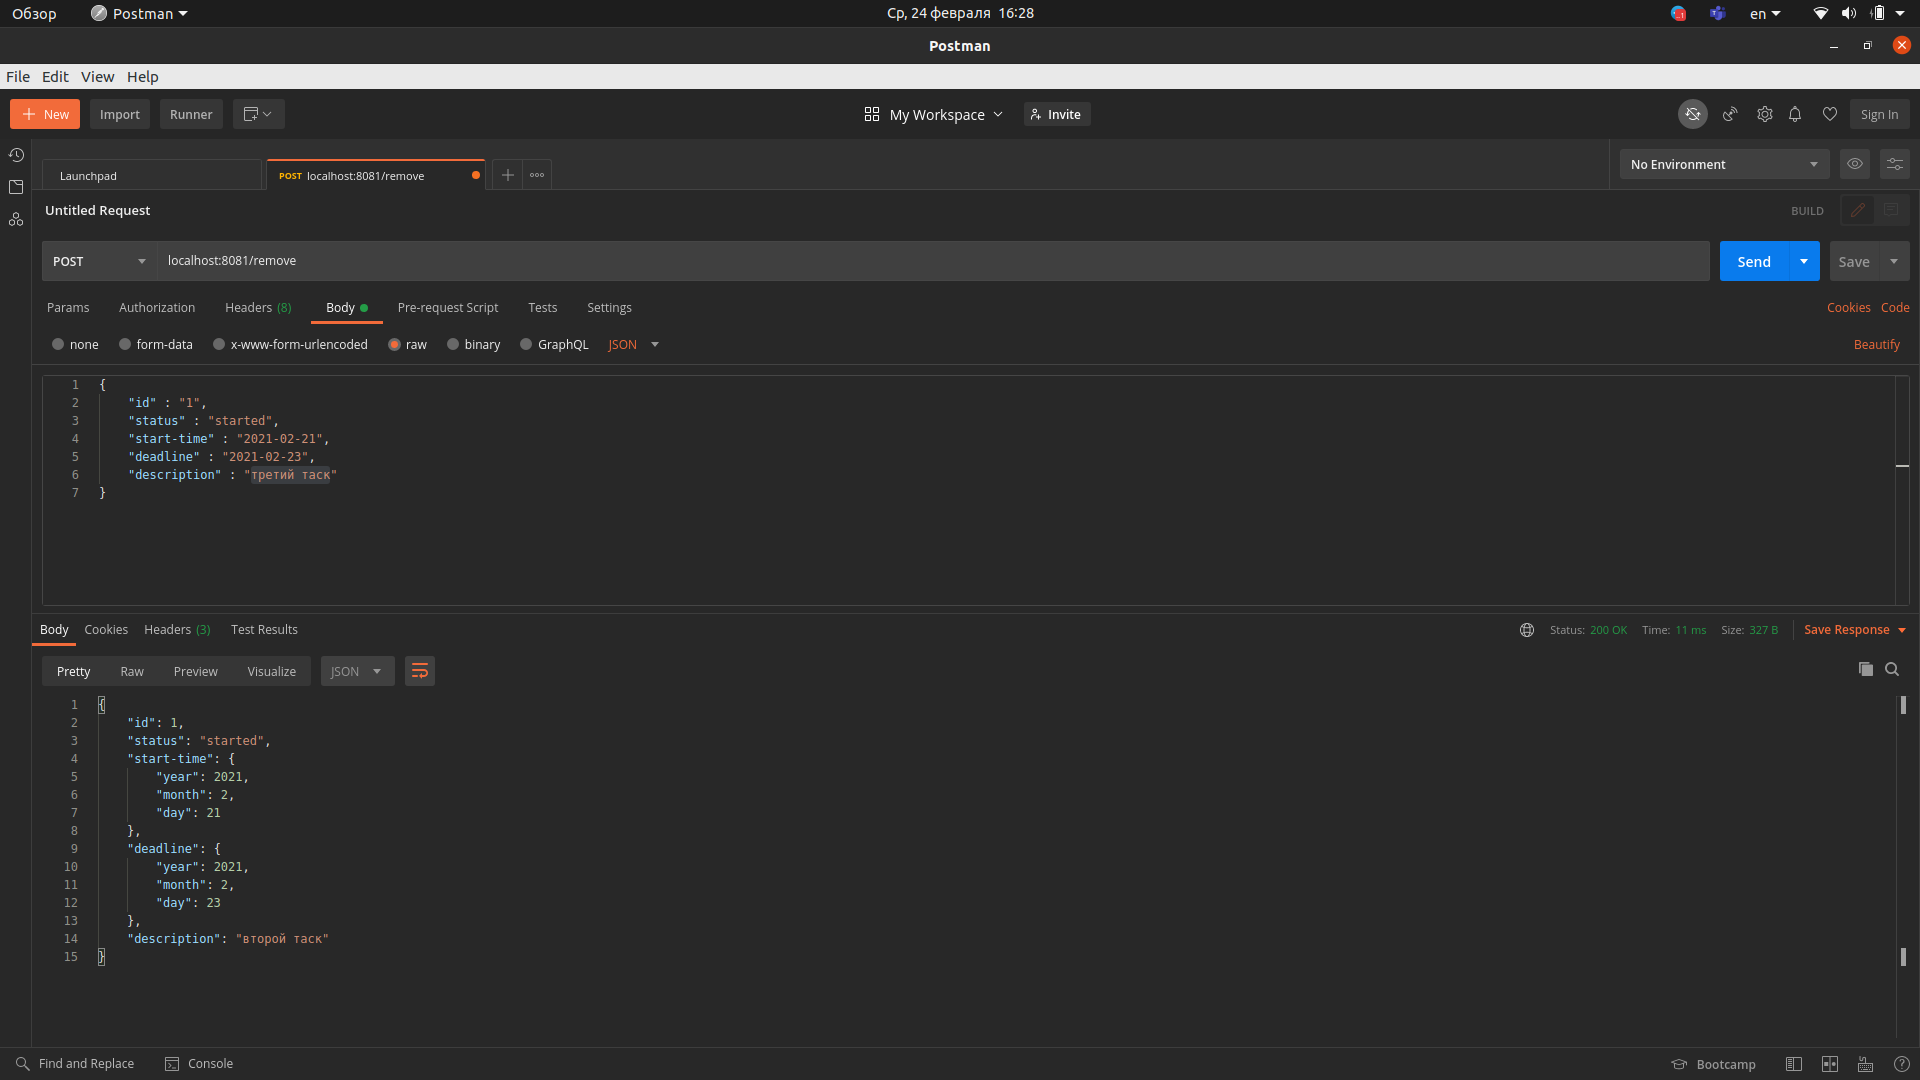 Обзор
Postman
Ср, 24 февраля 16:28
en
Postman
File Edit View Help
New
Import
Runner
My Workspace
Invite
Sign In
Launchpad
POST localhost:8081/remove
No Environment
Untitled Request
BUILD
POST
localhost:8081/remove
Send
Save
Params Authorization Headers (8) Body Pre-request Script Tests Settings
Cookies Code
none form-data x-www-form-urlencoded raw binary GraphQL JSON
Beautify
1 {
2 "id" : "1",
3 "status" : "started",
4 "start-time" : "2021-02-21",
5 "deadline" : "2021-02-23",
6 "description" : "третий таск"
7 }
Body Cookies Headers (3) Test Results
Status: 200 OK Time: 11 ms Size: 327 B Save Response
Pretty Raw Preview Visualize JSON
1 {
2 "id": 1,
3 "status": "started",
4 "start-time": {
5 "year": 2021,
6 "month": 2,
7 "day": 21
8 },
9 "deadline": {
10 "year": 2021,
11 "month": 2,
12 "day": 23
13 },
14 "description": "второй таск"
15 }
Find and Replace
Console
Bootcamp